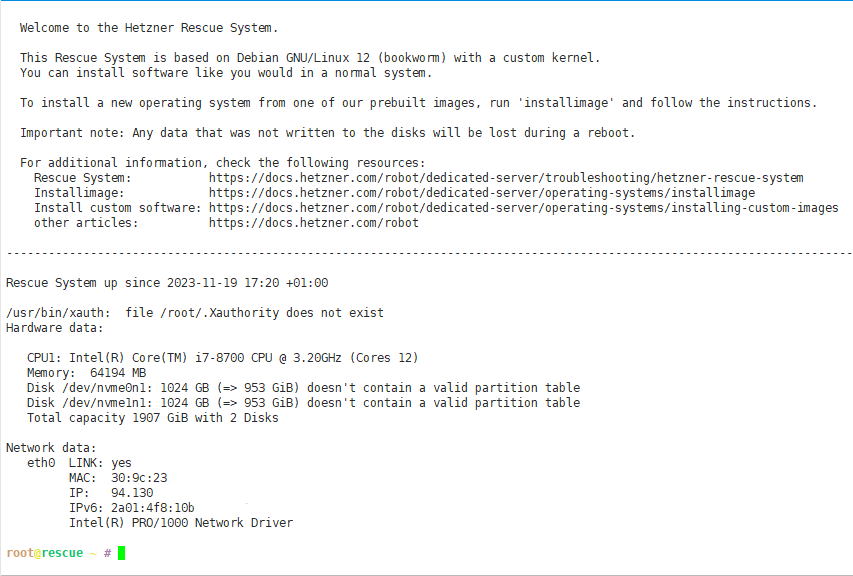 Welcome to the Hetzner Rescue System.
This Rescue System is based on Debian GNU/Linux 12 (bookworm) with a custom kernel.
You can install software like you would in a normal system.
To install a new operating system from one of our prebuilt images, run 'installimage' and follow the instructions.
Important note: Any data that was not written to the disks will be lost during a reboot.
For additional information, check the following resources:
Rescue System: https://docs.hetzner.com/robot/dedicated-server/troubleshooting/hetzner-rescue-system
Installimage: https://docs.hetzner.com/robot/dedicated-server/operating-systems/installimage
Install custom software: https://docs.hetzner.com/robot/dedicated-server/operating-systems/installing-custom-images
other articles: https://docs.hetzner.com/robot
--------------------------------------------------------------------------------------------------------------------------
Rescue System up since 2023-11-19 17:20 +01:00
/usr/bin/xauth:  file /root/.Xauthority does not exist
Hardware data:
CPU1: Intel(R) Core(TM) i7-8700 CPU @ 3.20GHz (Cores 12)
Memory:  64194 MB
Disk /dev/nvme0n1: 1024 GB (=> 953 GiB) doesn't contain a valid partition table
Disk /dev/nvme1n1: 1024 GB (=> 953 GiB) doesn't contain a valid partition table
Total capacity 1907 GiB with 2 Disks
Network data:
eth0  LINK: yes
MAC:  30:9c:23
IP:   94.130
IPv6: 2a01:4f8:10b
Intel(R) PRO/1000 Network Driver
root@rescue ~ #